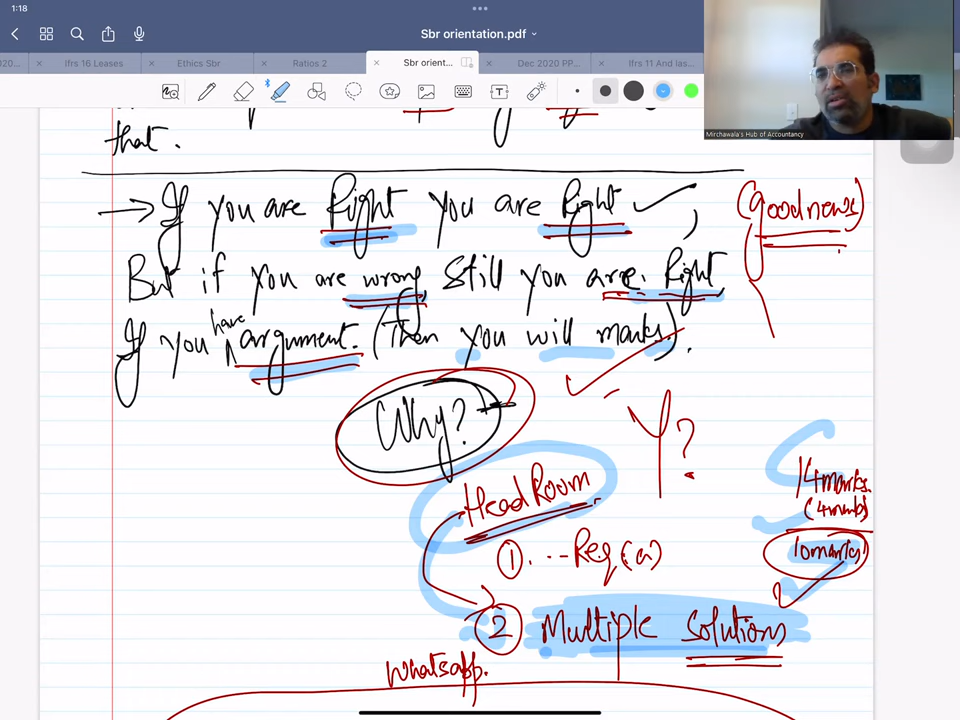 1:18
Sbr orientation.pdf
Ifrs 16 Leases
Ethics Sbr
Ratios 2
Sbr orient...
Dec 2020 PP...
Ifrs 11 And las...
Mirchawala's Hub of Accountancy
that.
→ If you are Right you are Right ✓,
(good news)
But if you are wrong, still you are. Right
If you have argument. (Then you will marks).
Why?
Y?
HeadRoom
14 marks.
(4 marks)
10 marks
①. ..Req (a)
② Multiple Solutions
Whatsapp.